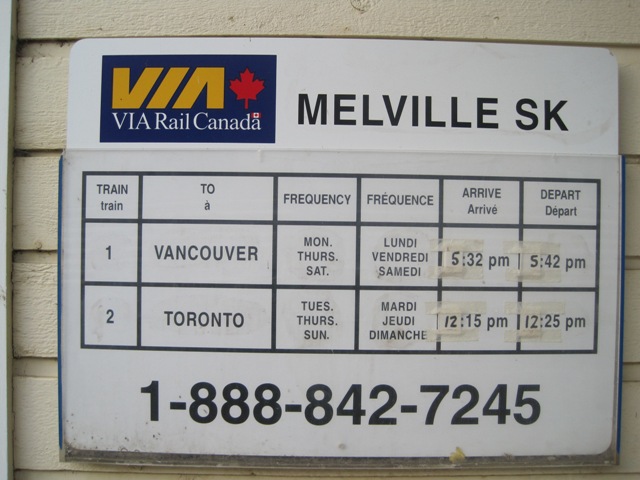 VIA
VIA Rail Canada
MELVILLE SK
TRAIN train TO à FREQUENCY FRÉQUENCE ARRIVE Arrivé DEPART Départ
1 VANCOUVER MON. THURS. SAT. LUNDI VENDREDI SAMEDI 5:32 pm 5:42 pm
2 TORONTO TUES. THURS. SUN. MARDI JEUDI DIMANCHE 12:15 pm 12:25 pm
1-888-842-7245